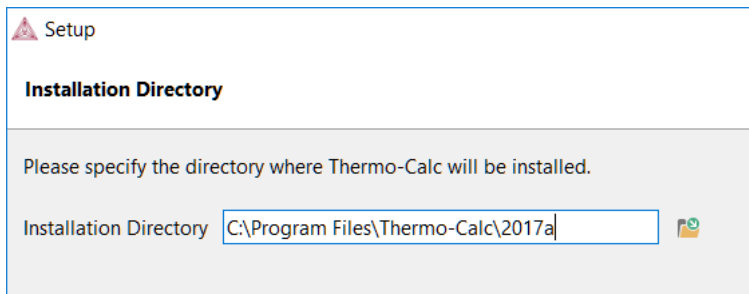 Setup
Installation Directory
Please specify the directory where Thermo-Calc will be installed.
Installation Directory C:\Program Files\Thermo-Calc\2017a